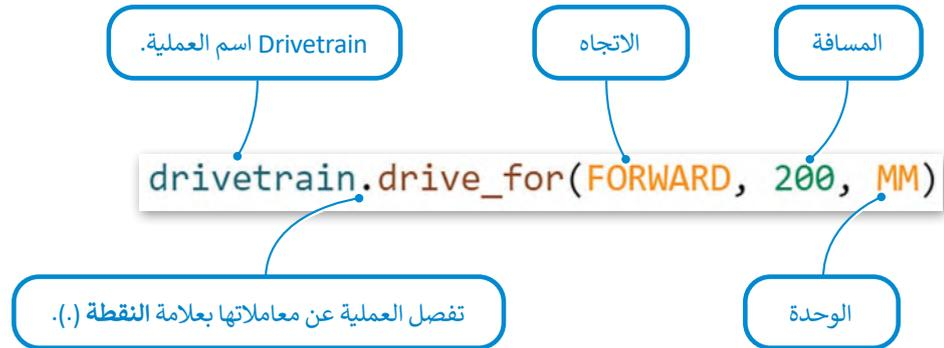 المسافة
الاتجاه
Drivetrain اسم العملية.
drivetrain.drive_for(FORWARD, 200, MM)
الوحدة
تفصل العملية عن معاملاتها بعلامة النقطة (.).